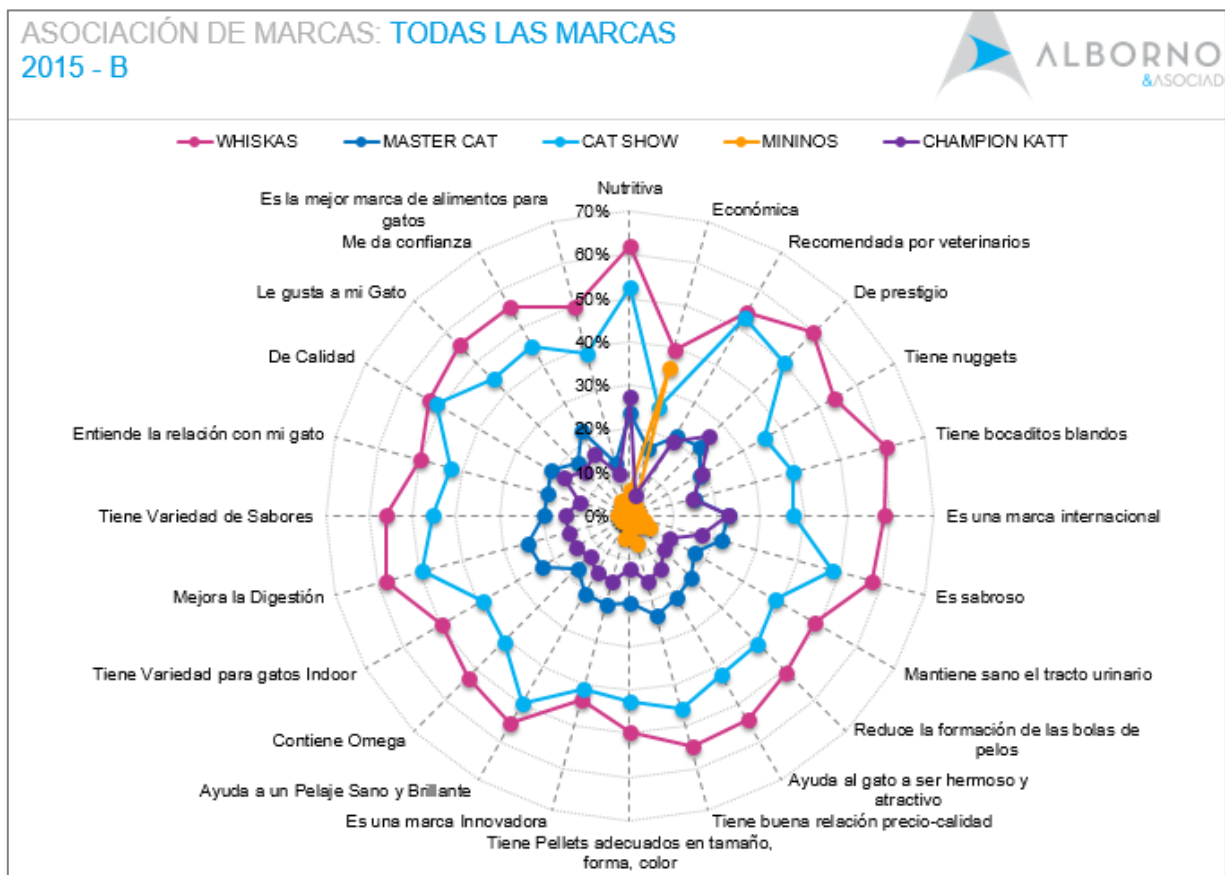 ASOCIACIÓN DE MARCAS: TODAS LAS MARCAS
2015 - B
ALBORNO
&ASOCIAD
WHISKAS MASTER CAT CAT SHOW MININOS CHAMPION KATT
Nutritiva
Económica
Recomendada por veterinarios
De prestigio
Tiene nuggets
Tiene bocaditos blandos
Es una marca internacional
Es sabroso
Mantiene sano el tracto urinario
Reduce la formación de las bolas de
pelos
Ayuda al gato a ser hermoso y
atractivo
Tiene buena relación precio-calidad
Tiene Pellets adecuados en tamaño,
forma, color
Es una marca Innovadora
Ayuda a un Pelaje Sano y Brillante
Contiene Omega
Tiene Variedad para gatos Indoor
Mejora la Digestión
Tiene Variedad de Sabores
Entiende la relación con mi gato
De Calidad
Le gusta a mi Gato
Me da confianza
Es la mejor marca de alimentos para
gatos
70%
60%
50%
40%
30%
20%
10%
0%